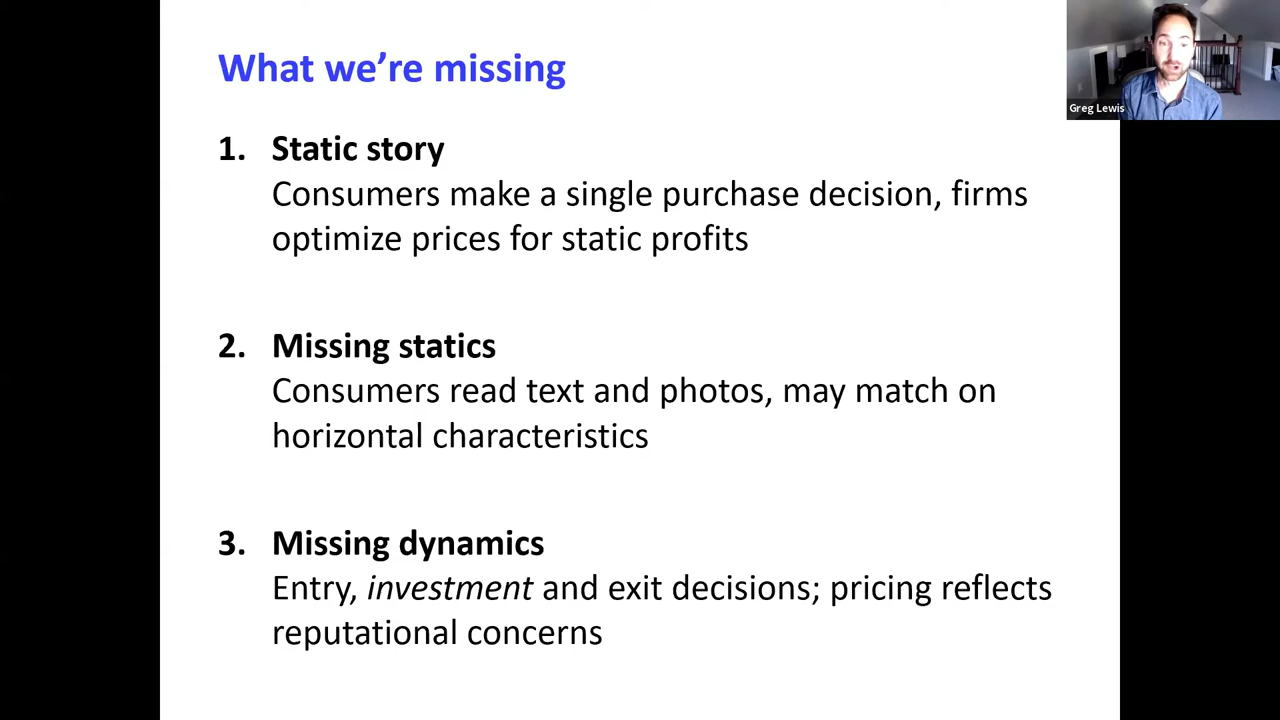 What we're missing
Greg Lewis
1. Static story
Consumers make a single purchase decision, firms
optimize prices for static profits
2. Missing statics
Consumers read text and photos, may match on
horizontal characteristics
3. Missing dynamics
Entry, investment and exit decisions; pricing reflects
reputational concerns